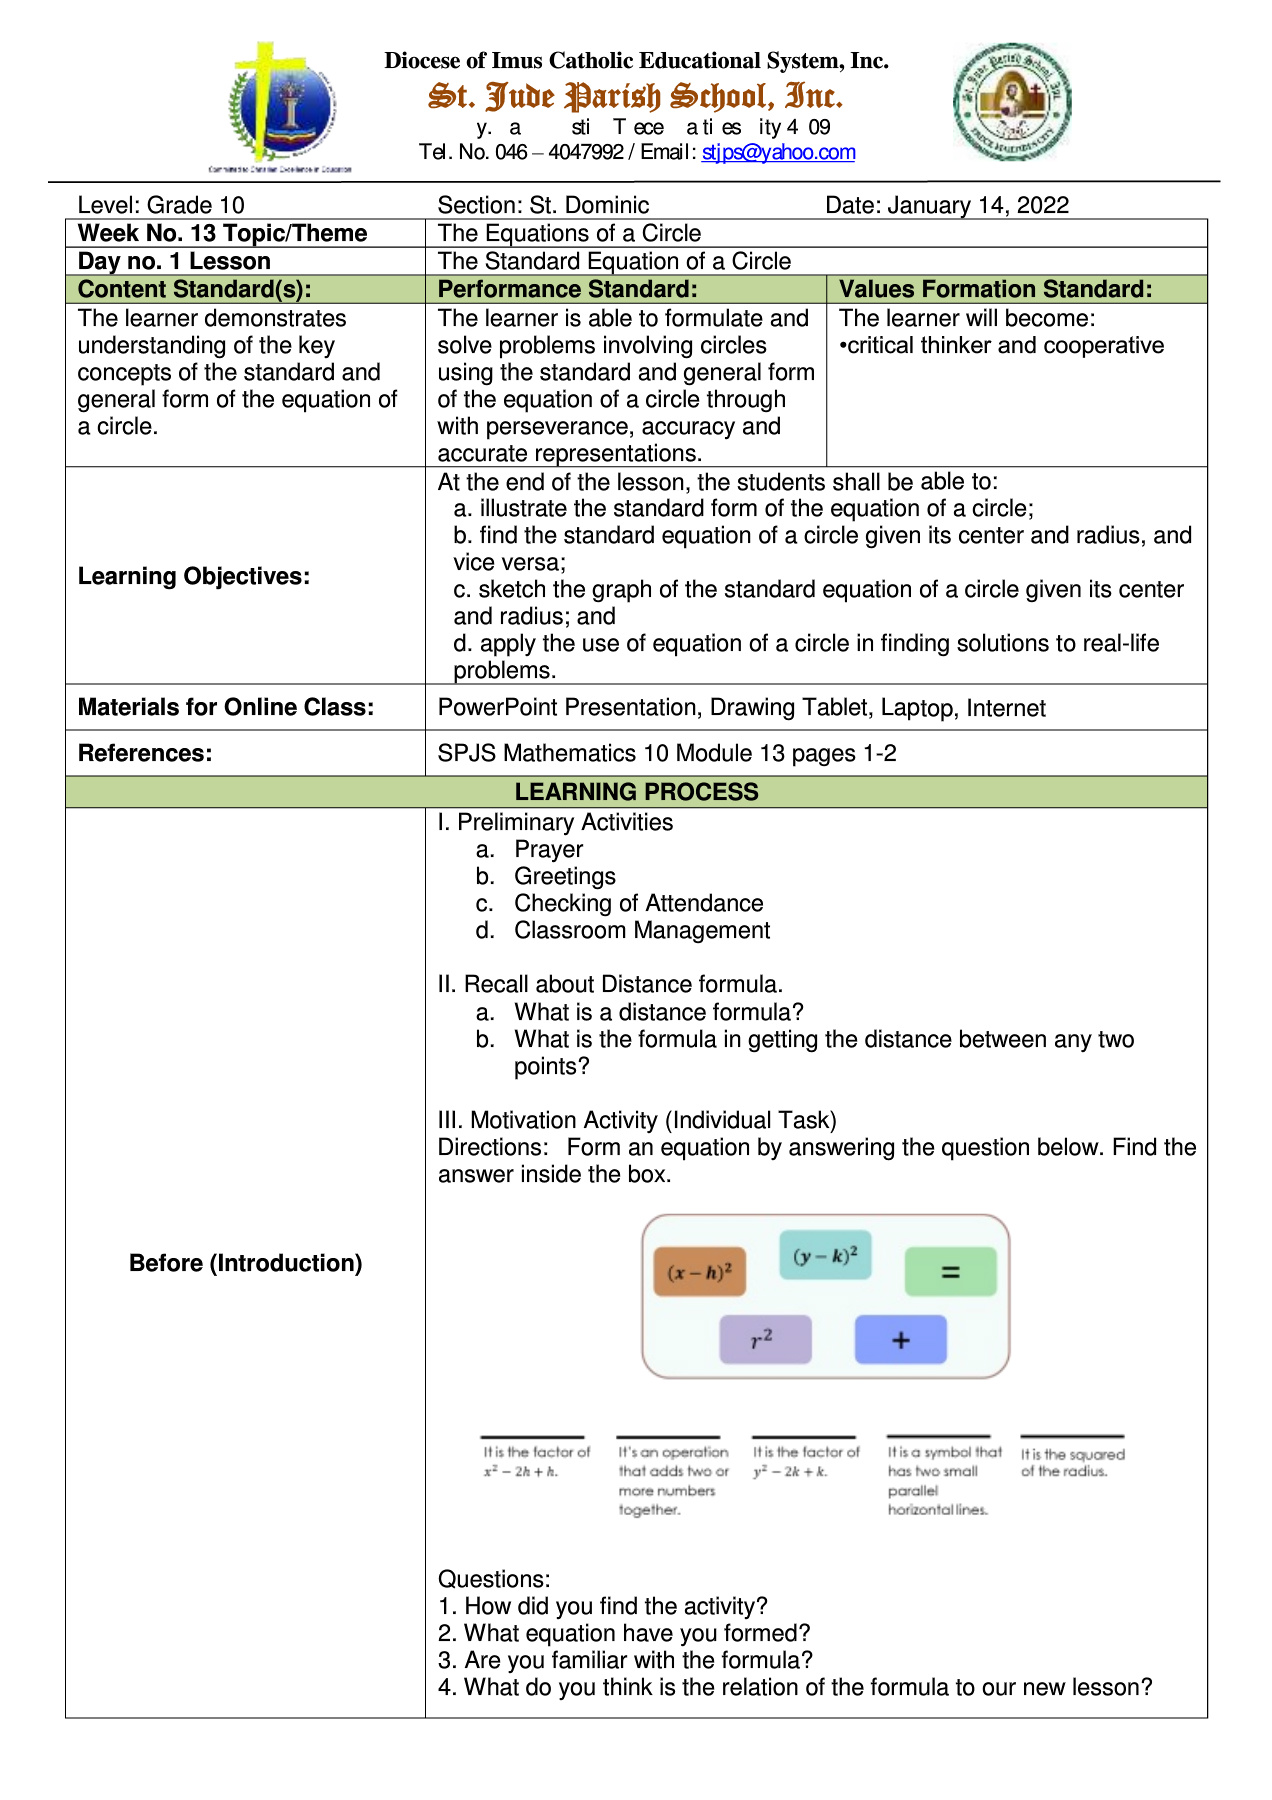 Diocese of Imus Catholic Educational System, Inc.
St. Jude Parish School, Inc.
Tel. No. 046 – 4047992 / Email: stjps@yahoo.com
Committed to Christian Excellence in Education
Level: Grade 10 Section: St. Dominic Date: January 14, 2022
Week No. 13 Topic/Theme The Equations of a Circle
Day no. 1 Lesson The Standard Equation of a Circle
Content Standard(s): Performance Standard: Values Formation Standard:
The learner demonstrates
understanding of the key
concepts of the standard and
general form of the equation of
a circle.
The learner is able to formulate and
solve problems involving circles
using the standard and general form
of the equation of a circle through
with perseverance, accuracy and
accurate representations.
The learner will become:
•critical thinker and cooperative
Learning Objectives:
At the end of the lesson, the students shall be able to:
a. illustrate the standard form of the equation of a circle;
b. find the standard equation of a circle given its center and radius, and
vice versa;
c. sketch the graph of the standard equation of a circle given its center
and radius; and
d. apply the use of equation of a circle in finding solutions to real-life
problems.
Materials for Online Class: PowerPoint Presentation, Drawing Tablet, Laptop, Internet
References: SPJS Mathematics 10 Module 13 pages 1-2
LEARNING PROCESS
Before (Introduction)
I. Preliminary Activities
a. Prayer
b. Greetings
c. Checking of Attendance
d. Classroom Management
II. Recall about Distance formula.
a. What is a distance formula?
b. What is the formula in getting the distance between any two
points?
III. Motivation Activity (Individual Task)
Directions: Form an equation by answering the question below. Find the
answer inside the box.
(x – h)² (y – k)² =
r² +
It is the factor of
x² – 2h + h.
It's an operation
that adds two or
more numbers
together.
It is the factor of
y² – 2k + k.
It is a symbol that
has two small
parallel
horizontal lines.
It is the squared
of the radius.
Questions:
1. How did you find the activity?
2. What equation have you formed?
3. Are you familiar with the formula?
4. What do you think is the relation of the formula to our new lesson?